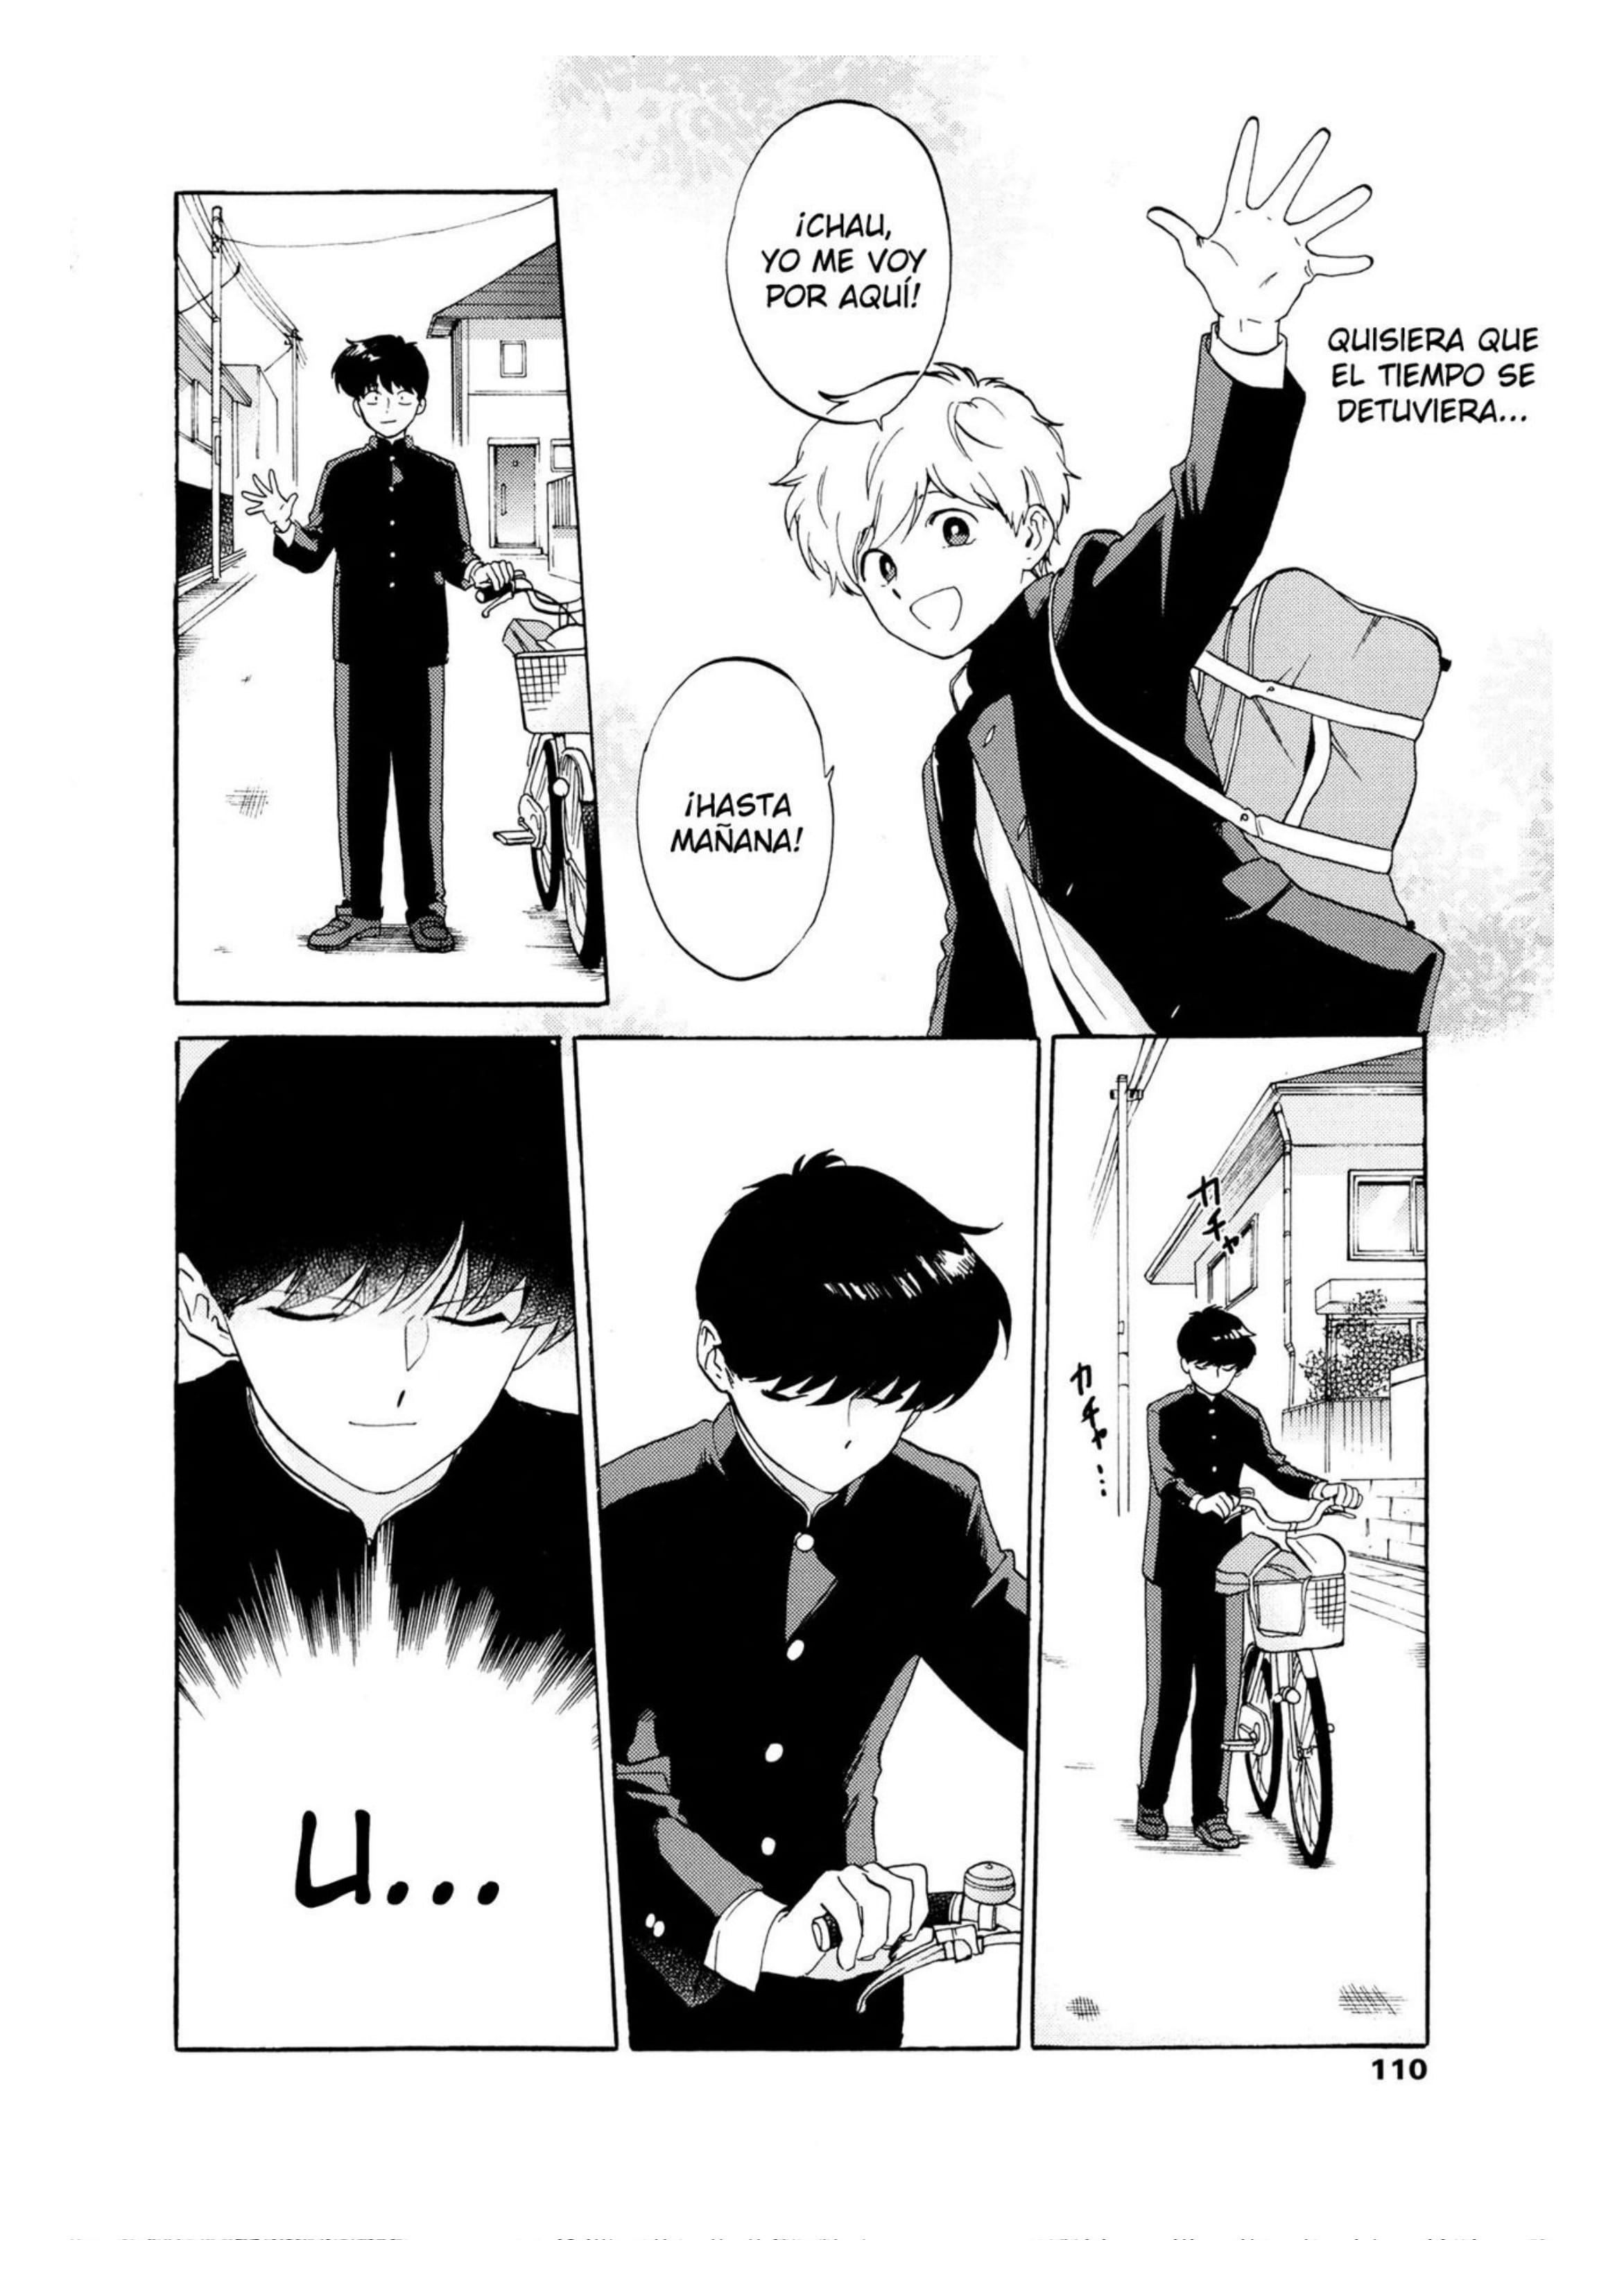 QUISIERA QUE
EL TIEMPO SE
DETUVIERA...
¡CHAU,
YO ME VOY
POR AQUÍ!
¡HASTA
MAÑANA!
カチャ
カチャ...
U...
110